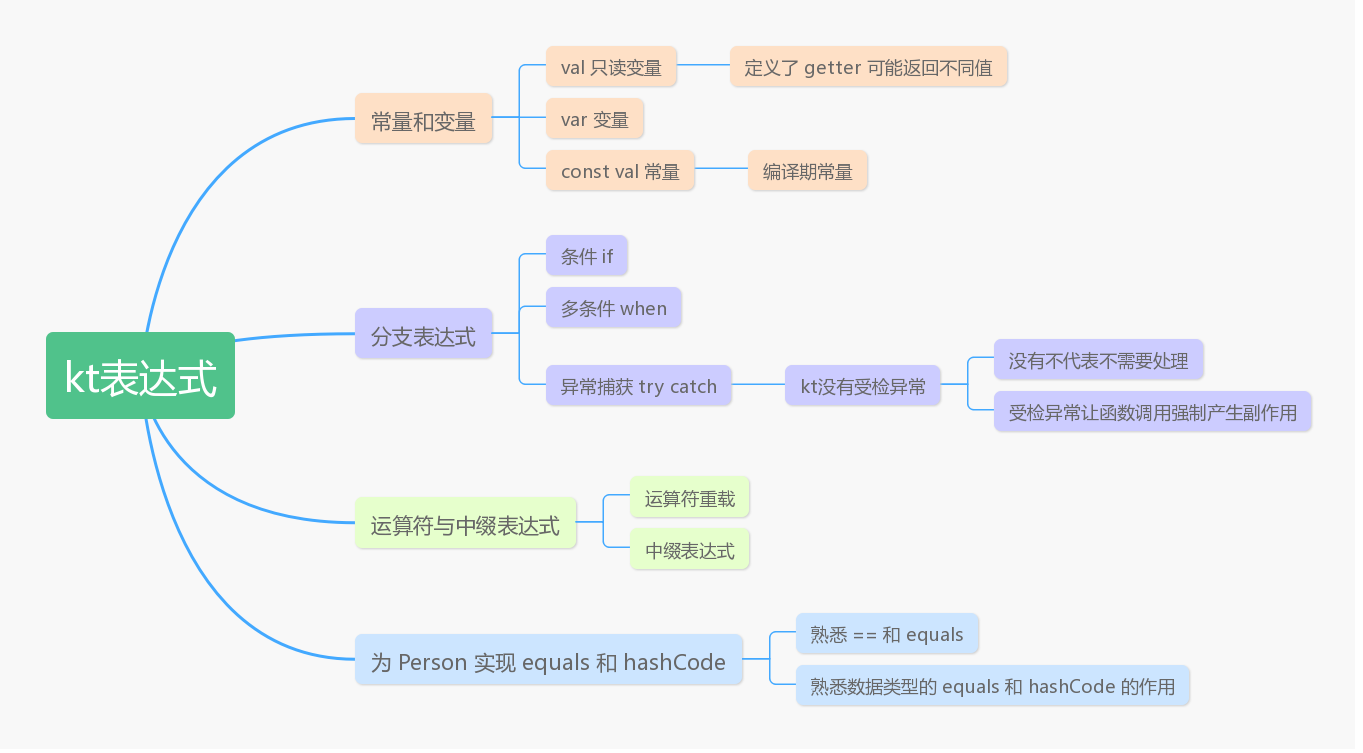 kt表达式
常量和变量
val 只读变量
定义了 getter 可能返回不同值
var 变量
const val 常量
编译期常量
分支表达式
条件 if
多条件 when
异常捕获 try catch
kt没有受检异常
没有不代表不需要处理
受检异常让函数调用强制产生副作用
运算符与中缀表达式
运算符重载
中缀表达式
为 Person 实现 equals 和 hashCode
熟悉 == 和 equals
熟悉数据类型的 equals 和 hashCode 的作用